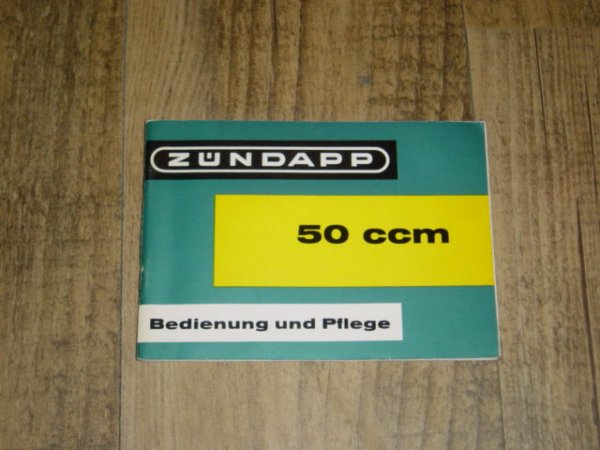 ZÜNDAPP
50 ccm
Bedienung und Pflege